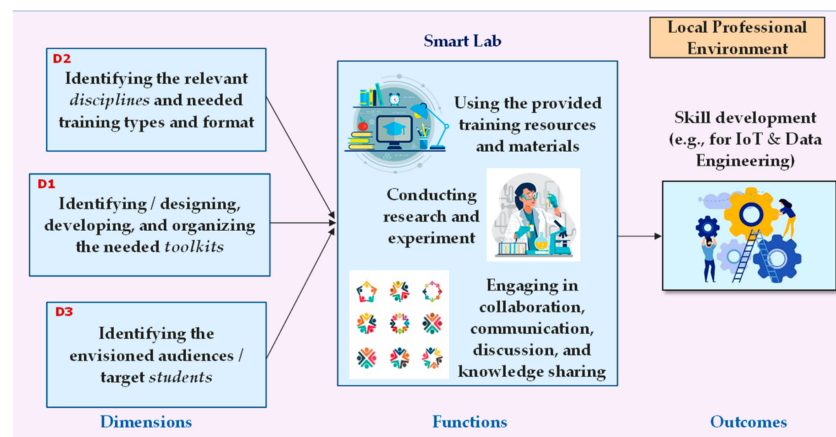 D2
Identifying the relevant
disciplines and needed
training types and format
D1
Identifying / designing,
developing, and organizing
the needed toolkits
D3
Identifying the
envisioned audiences /
target students
Dimensions
Smart Lab
Using the provided
training resources
and materials
Conducting
research and
experiment
Engaging in
collaboration,
communication,
discussion, and
knowledge sharing
Functions
Local Professional
Environment
Skill development
(e.g., for IoT & Data
Engineering)
Outcomes